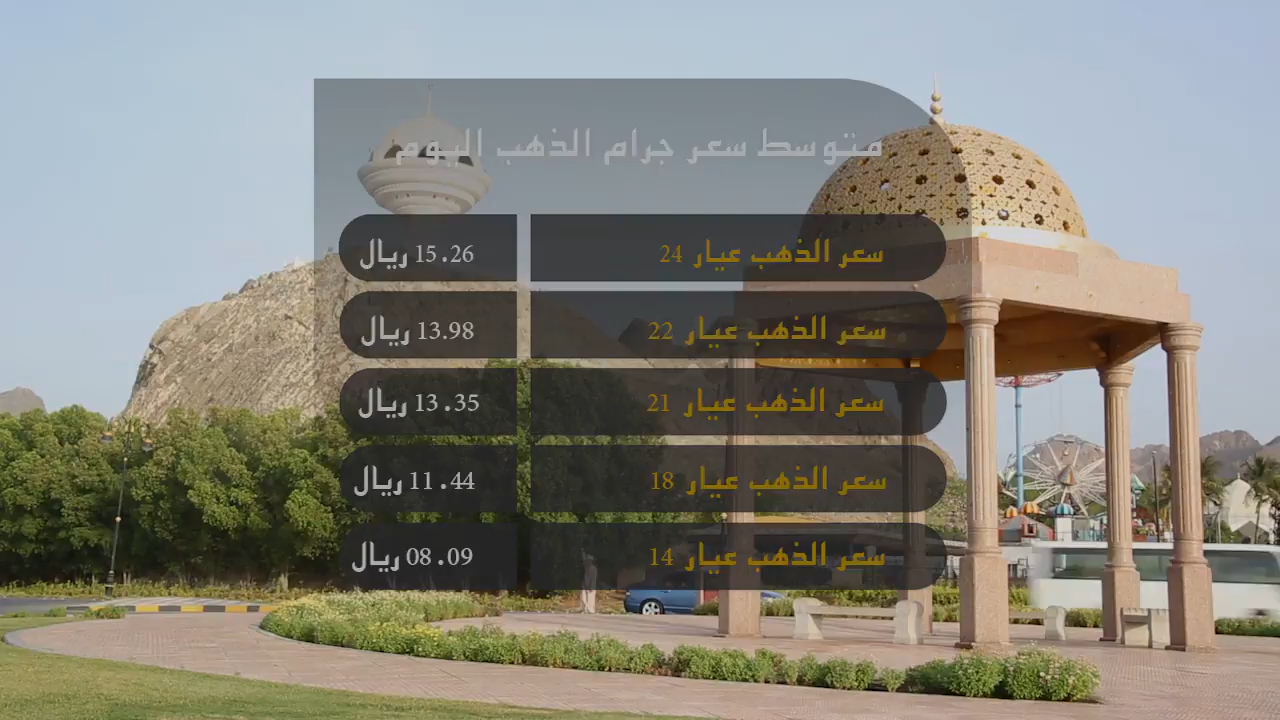 متوسط سعر جرام الذهب اليوم
سعر الذهب عيار 24 15.26 ريال
سعر الذهب عيار 22 13.98 ريال
سعر الذهب عيار 21 13.35 ريال
سعر الذهب عيار 18 11.44 ريال
سعر الذهب عيار 14 08.09 ريال